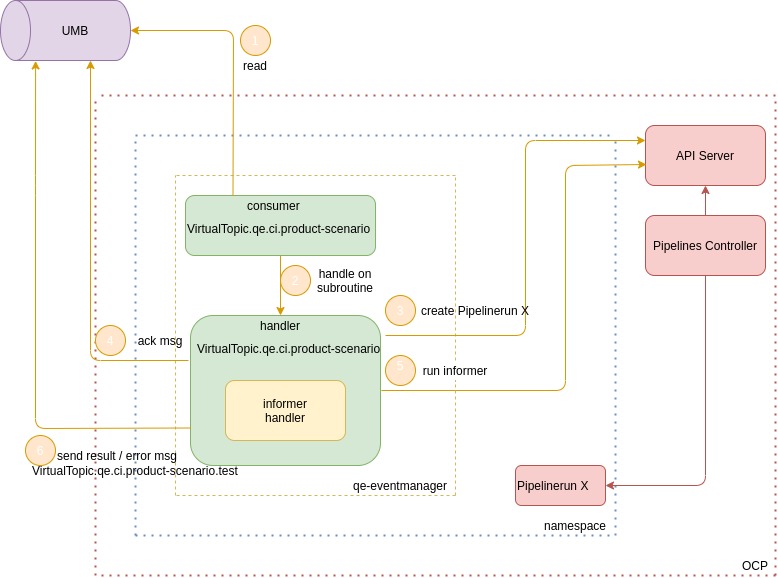 UMB
1
read
API Server
consumer
VirtualTopic.qe.ci.product-scenario
Pipelines Controller
2
handle on
subroutine
3
create Pipelinerun X
handler
VirtualTopic.qe.ci.product-scenario
4
ack msg
5
run informer
informer
handler
6
send result / error msg
VirtualTopic.qe.ci.product-scenario.test
qe-eventmanager
Pipelinerun X
namespace
OCP